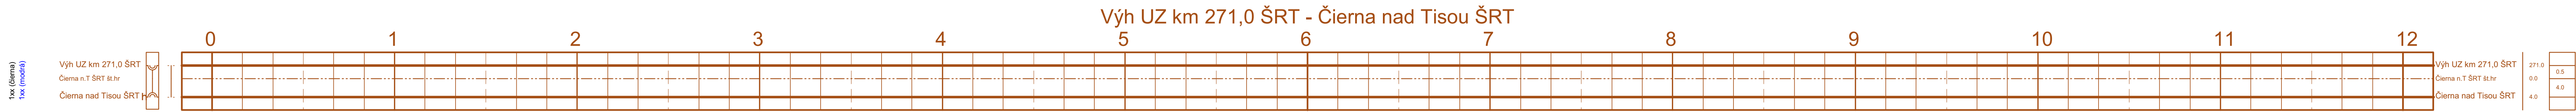 Výh UZ km 271,0 ŠRT - Čierna nad Tisou ŠRT
0 1 2 3 4 5 6 7 8 9 10 11 12
1xx (čierna)
1xx (modrá)
Výh UZ km 271,0 ŠRT
Čierna n.T ŠRT št.hr
Čierna nad Tisou ŠRT
Výh UZ km 271,0 ŠRT
Čierna n.T ŠRT št.hr
Čierna nad Tisou ŠRT
271.0
0.0
4.0
0.5
4.0